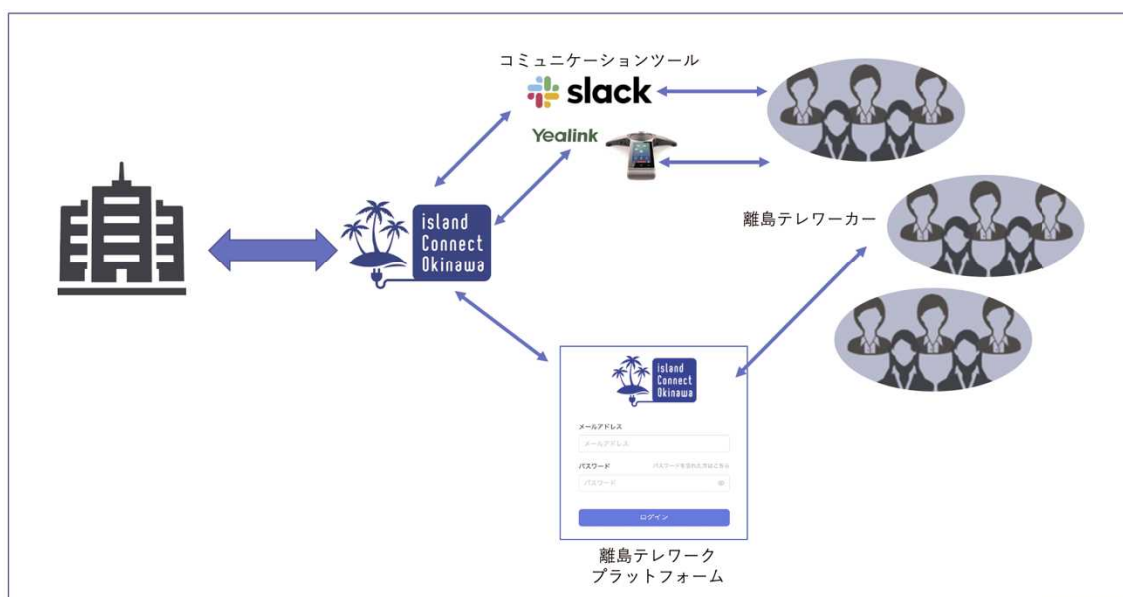 コミュニケーションツール
slack
Yealink
island
Connect
Okinawa
離島テレワーカー
island
Connect
Okinawa
メールアドレス
メールアドレス
パスワード パスワードを忘れた方はこちら
パスワード
ログイン
離島テレワーク
プラットフォーム